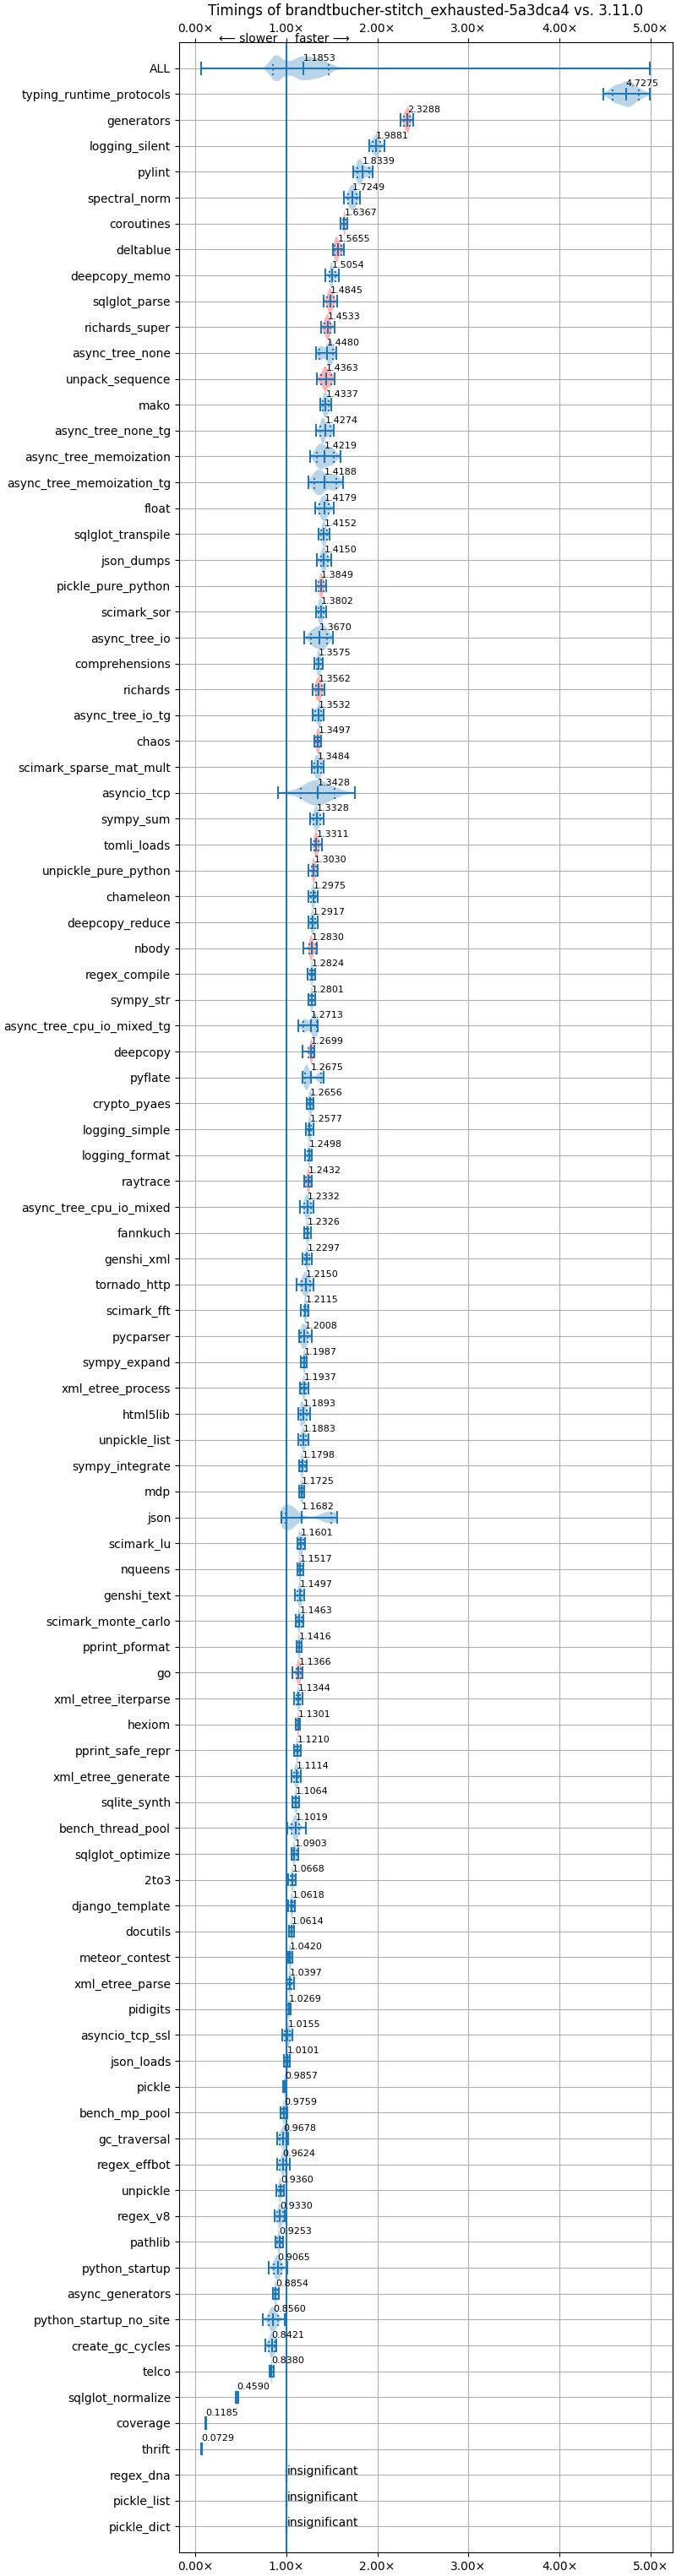 Timings of brandtbucher-stitch_exhausted-5a3dca4 vs. 3.11.0
0.00× 1.00× 2.00× 3.00× 4.00× 5.00×
⟵ slower faster ⟶
ALL 1.1853
typing_runtime_protocols 4.7275
generators 2.3288
logging_silent 1.9881
pylint 1.8339
spectral_norm 1.7249
coroutines 1.6367
deltablue 1.5655
deepcopy_memo 1.5054
sqlglot_parse 1.4845
richards_super 1.4533
async_tree_none 1.4480
unpack_sequence 1.4363
mako 1.4337
async_tree_none_tg 1.4274
async_tree_memoization 1.4219
async_tree_memoization_tg 1.4188
float 1.4179
sqlglot_transpile 1.4152
json_dumps 1.4150
pickle_pure_python 1.3849
scimark_sor 1.3802
async_tree_io 1.3670
comprehensions 1.3575
richards 1.3562
async_tree_io_tg 1.3532
chaos 1.3497
scimark_sparse_mat_mult 1.3484
asyncio_tcp 1.3428
sympy_sum 1.3328
tomli_loads 1.3311
unpickle_pure_python 1.3030
chameleon 1.2975
deepcopy_reduce 1.2917
nbody 1.2830
regex_compile 1.2824
sympy_str 1.2801
async_tree_cpu_io_mixed_tg 1.2713
deepcopy 1.2699
pyflate 1.2675
crypto_pyaes 1.2656
logging_simple 1.2577
logging_format 1.2498
raytrace 1.2432
async_tree_cpu_io_mixed 1.2332
fannkuch 1.2326
genshi_xml 1.2297
tornado_http 1.2150
scimark_fft 1.2115
pycparser 1.2008
sympy_expand 1.1987
xml_etree_process 1.1937
html5lib 1.1893
unpickle_list 1.1883
sympy_integrate 1.1798
mdp 1.1725
json 1.1682
scimark_lu 1.1601
nqueens 1.1517
genshi_text 1.1497
scimark_monte_carlo 1.1463
pprint_pformat 1.1416
go 1.1366
xml_etree_iterparse 1.1344
hexiom 1.1301
pprint_safe_repr 1.1210
xml_etree_generate 1.1114
sqlite_synth 1.1064
bench_thread_pool 1.1019
sqlglot_optimize 1.0903
2to3 1.0668
django_template 1.0618
docutils 1.0614
meteor_contest 1.0420
xml_etree_parse 1.0397
pidigits 1.0269
asyncio_tcp_ssl 1.0155
json_loads 1.0101
pickle 0.9857
bench_mp_pool 0.9759
gc_traversal 0.9678
regex_effbot 0.9624
unpickle 0.9360
regex_v8 0.9330
pathlib 0.9253
python_startup 0.9065
async_generators 0.8854
python_startup_no_site 0.8560
create_gc_cycles 0.8421
telco 0.8380
sqlglot_normalize 0.4590
coverage 0.1185
thrift 0.0729
regex_dna insignificant
pickle_list insignificant
pickle_dict insignificant
0.00× 1.00× 2.00× 3.00× 4.00× 5.00×